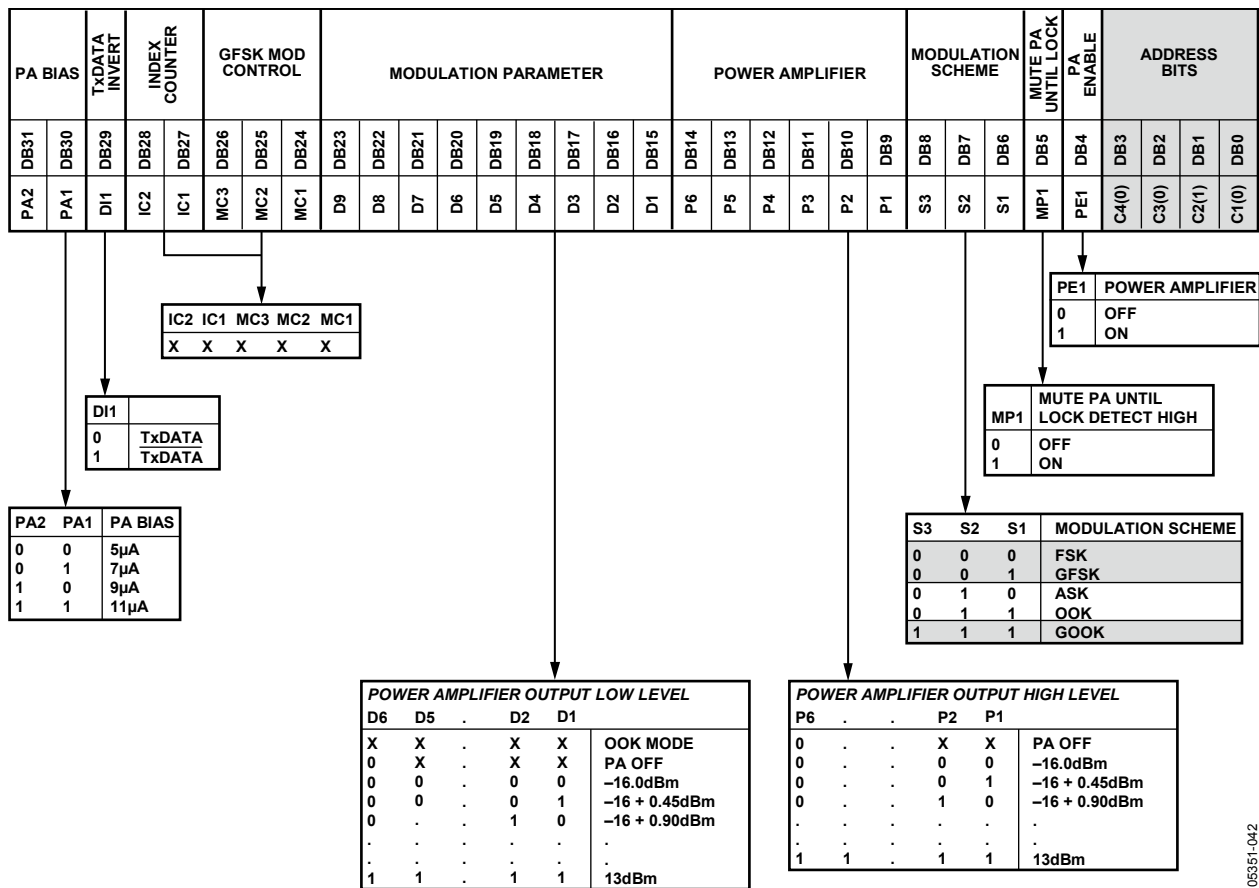 PA BIAS
TxDATA
INVERT
INDEX
COUNTER
GFSK MOD
CONTROL
MODULATION PARAMETER
POWER AMPLIFIER
MODULATION
SCHEME
MUTE PA
UNTIL LOCK
PA
ENABLE
ADDRESS
BITS
DB31 DB30 DB29 DB28 DB27 DB26 DB25 DB24 DB23 DB22 DB21 DB20 DB19 DB18 DB17 DB16 DB15 DB14 DB13 DB12 DB11 DB10 DB9 DB8 DB7 DB6 DB5 DB4 DB3 DB2 DB1 DB0
PA2 PA1 DI1 IC2 IC1 MC3 MC2 MC1 D9 D8 D7 D6 D5 D4 D3 D2 D1 P6 P5 P4 P3 P2 P1 S3 S2 S1 MP1 PE1 C4(0) C3(0) C2(1) C1(0)
PE1 POWER AMPLIFIER
0 OFF
1 ON
IC2 IC1 MC3 MC2 MC1
X X X X X
MP1 MUTE PA UNTIL
LOCK DETECT HIGH
0 OFF
1 ON
DI1
0 TxDATA
1 TxDATA
PA2 PA1 PA BIAS
0 0 5µA
0 1 7µA
1 0 9µA
1 1 11µA
S3 S2 S1 MODULATION SCHEME
0 0 0 FSK
0 0 1 GFSK
0 1 0 ASK
0 1 1 OOK
1 1 1 GOOK
POWER AMPLIFIER OUTPUT LOW LEVEL
D6 D5 . D2 D1
X X . X X OOK MODE
0 X . X X PA OFF
0 0 . 0 0 –16.0dBm
0 0 . 0 1 –16 + 0.45dBm
0 . . 1 0 –16 + 0.90dBm
. . . . . .
. . . . . .
1 1 . 1 1 13dBm
POWER AMPLIFIER OUTPUT HIGH LEVEL
P6 . . P2 P1
0 . . X X PA OFF
0 . . 0 0 –16.0dBm
0 . . 0 1 –16 + 0.45dBm
0 . . 1 0 –16 + 0.90dBm
. . . . . .
. . . . . .
1 1 . 1 1 13dBm
05351-042